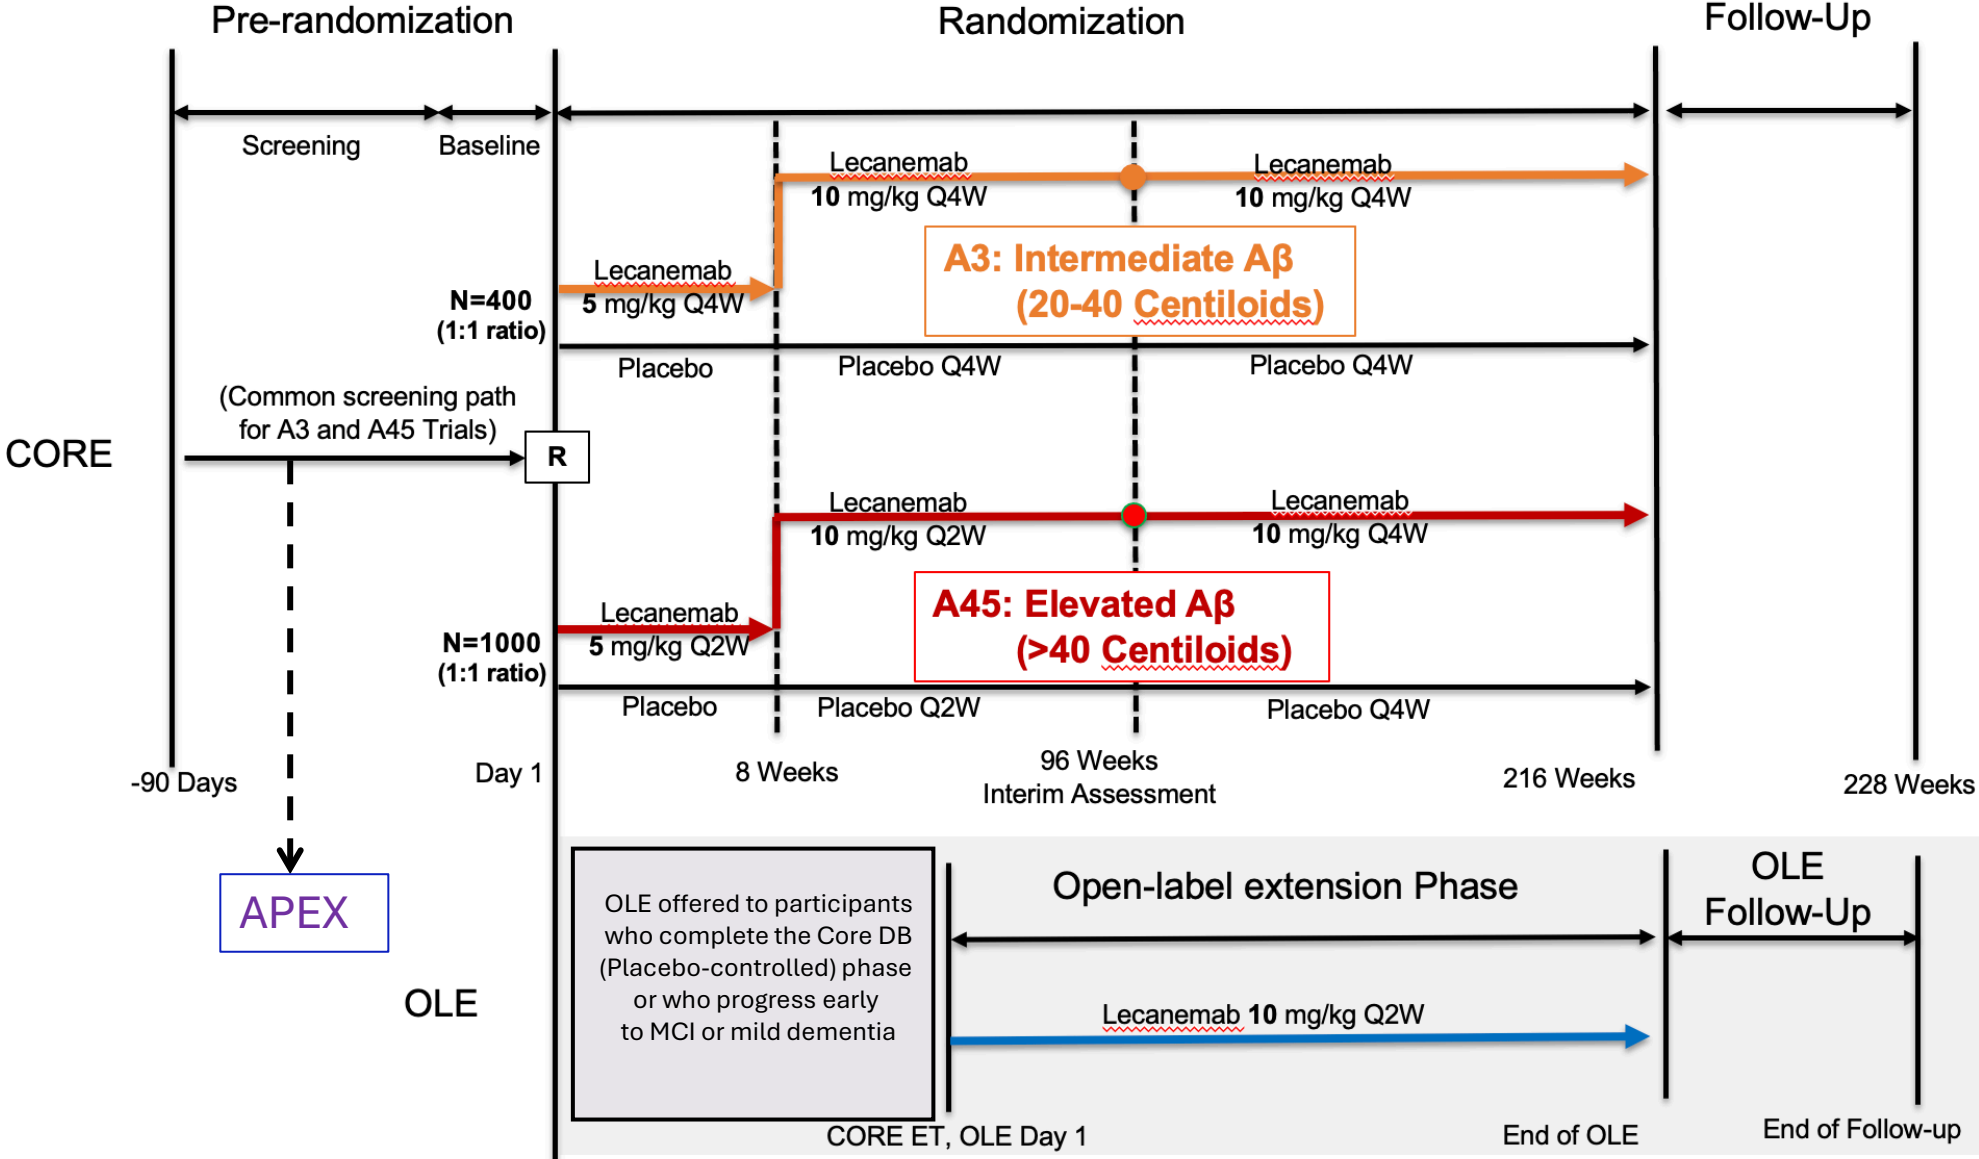 Pre-randomization
Randomization
Follow-Up
Screening
Baseline
Lecanemab
10 mg/kg Q4W
Lecanemab
10 mg/kg Q4W
A3: Intermediate Aβ
(20-40 Centiloids)
Lecanemab
5 mg/kg Q4W
N=400
(1:1 ratio)
Placebo
Placebo Q4W
Placebo Q4W
(Common screening path
for A3 and A45 Trials)
CORE
R
Lecanemab
10 mg/kg Q2W
Lecanemab
10 mg/kg Q4W
A45: Elevated Aβ
(>40 Centiloids)
Lecanemab
5 mg/kg Q2W
N=1000
(1:1 ratio)
Placebo
Placebo Q2W
Placebo Q4W
-90 Days
Day 1
8 Weeks
96 Weeks
Interim Assessment
216 Weeks
228 Weeks
APEX
OLE
OLE offered to participants
who complete the Core DB
(Placebo-controlled) phase
or who progress early
to MCI or mild dementia
Open-label extension Phase
OLE
Follow-Up
Lecanemab 10 mg/kg Q2W
CORE ET, OLE Day 1
End of OLE
End of Follow-up